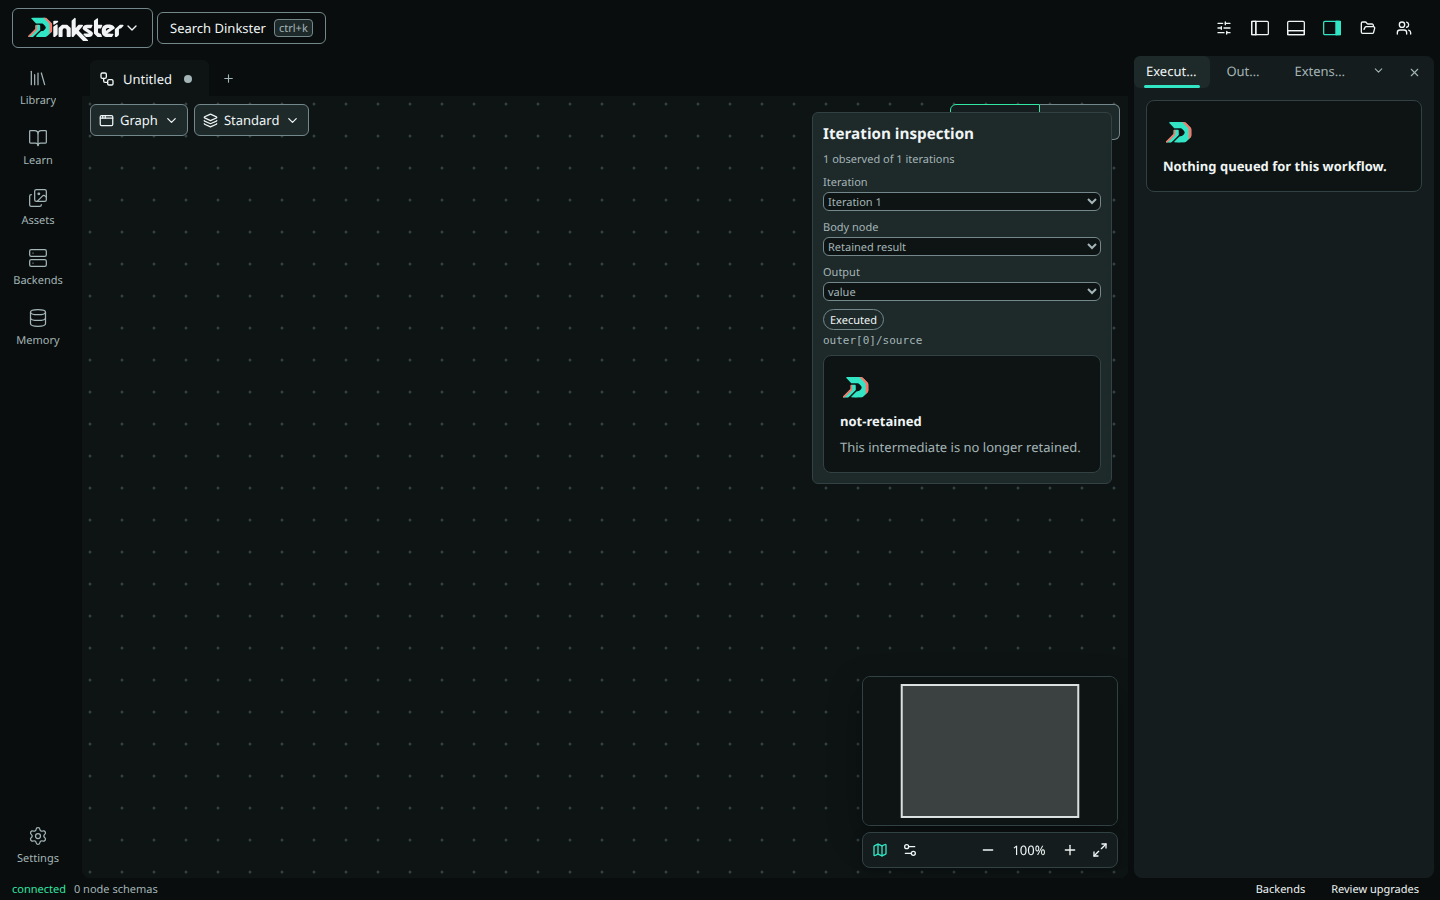 Dinkster
Search Dinkster ctrl+k
Library
Learn
Assets
Backends
Memory
Settings
Untitled
Graph
Standard
Iteration inspection
1 observed of 1 iterations
Iteration
Iteration 1
Body node
Retained result
Output
value
Executed
outer[0]/source
not-retained
This intermediate is no longer retained.
100%
Execut...
Out...
Extens...
Nothing queued for this workflow.
connected
0 node schemas
Backends
Review upgrades